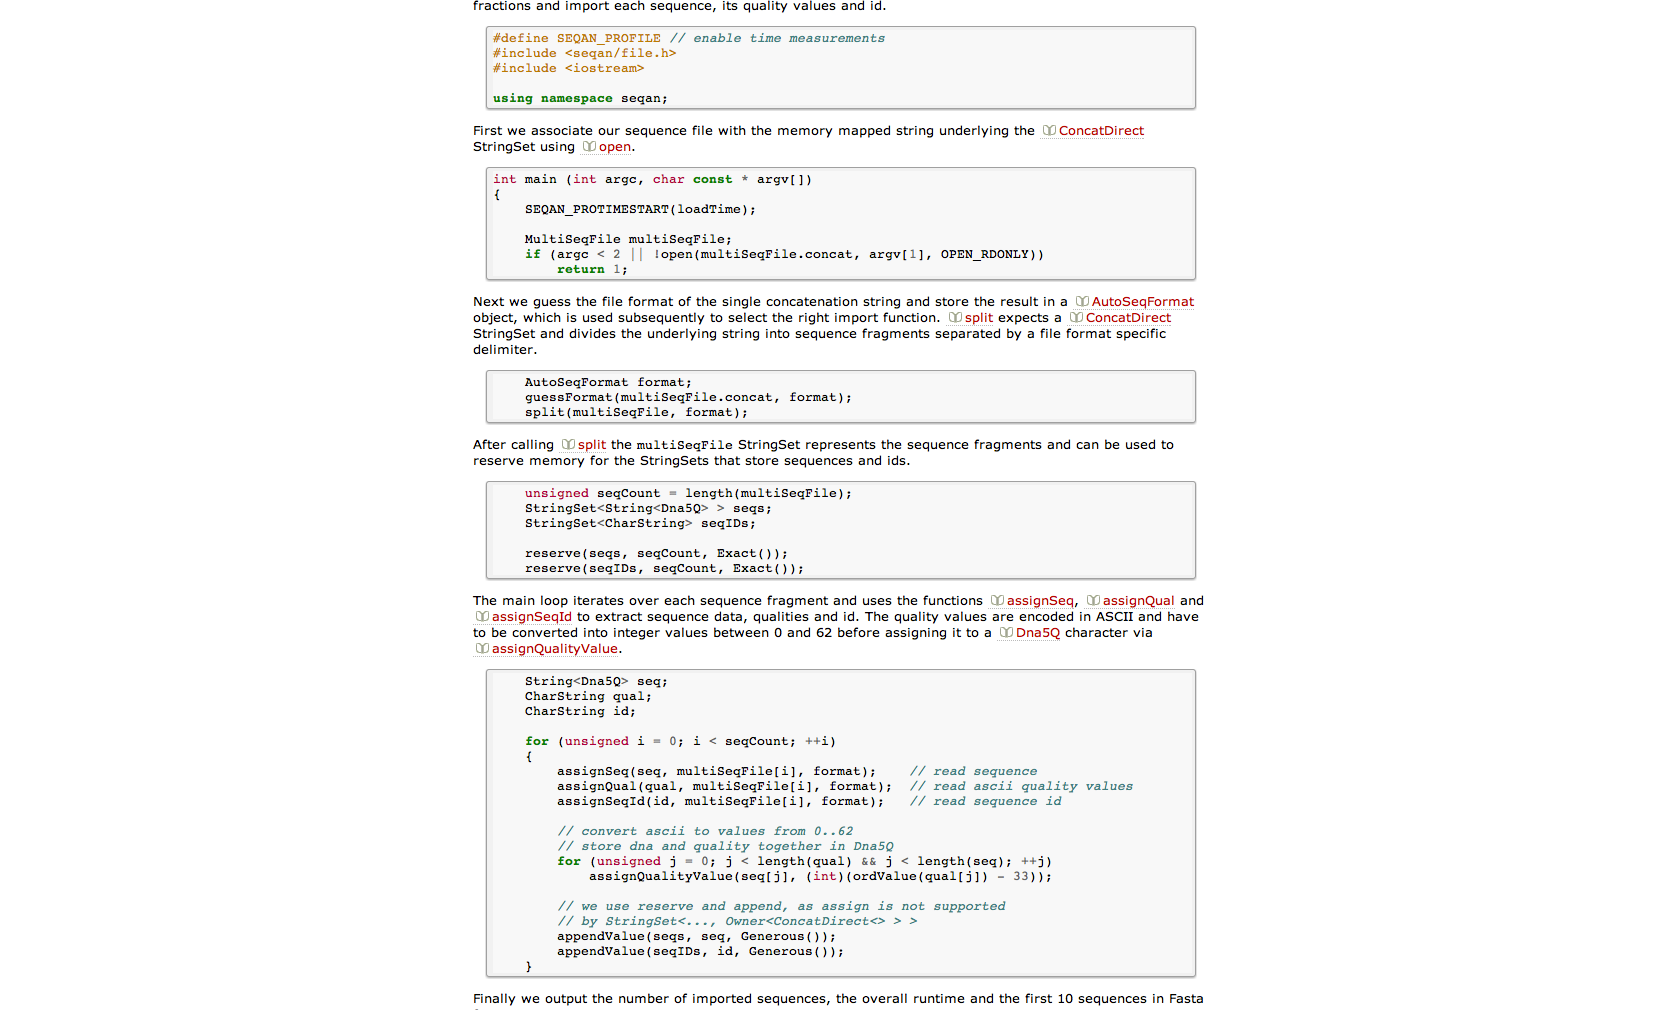 fractions and import each sequence, its quality values and id.
#define SEQAN_PROFILE // enable time measurements
#include <seqan/file.h>
#include <iostream>
using namespace seqan;
First we associate our sequence file with the memory mapped string underlying the ConcatDirect
StringSet using open.
int main (int argc, char const * argv[])
{
SEQAN_PROTIMESTART(loadTime);
MultiSeqFile multiSeqFile;
if (argc < 2 || !open(multiSeqFile.concat, argv[1], OPEN_RDONLY))
return 1;
Next we guess the file format of the single concatenation string and store the result in a AutoSeqFormat
object, which is used subsequently to select the right import function. split expects a ConcatDirect
StringSet and divides the underlying string into sequence fragments separated by a file format specific
delimiter.
AutoSeqFormat format;
guessFormat(multiSeqFile.concat, format);
split(multiSeqFile, format);
After calling split the multiSeqFile StringSet represents the sequence fragments and can be used to
reserve memory for the StringSets that store sequences and ids.
unsigned seqCount = length(multiSeqFile);
StringSet<String<Dna5Q> > seqs;
StringSet<CharString> seqIDs;
reserve(seqs, seqCount, Exact());
reserve(seqIDs, seqCount, Exact());
The main loop iterates over each sequence fragment and uses the functions assignSeq, assignQual and
assignSeqId to extract sequence data, qualities and id. The quality values are encoded in ASCII and have
to be converted into integer values between 0 and 62 before assigning it to a Dna5Q character via
assignQualityValue.
String<Dna5Q> seq;
CharString qual;
CharString id;
for (unsigned i = 0; i < seqCount; ++i)
{
assignSeq(seq, multiSeqFile[i], format); // read sequence
assignQual(qual, multiSeqFile[i], format); // read ascii quality values
assignSeqId(id, multiSeqFile[i], format); // read sequence id
// convert ascii to values from 0..62
// store dna and quality together in Dna5Q
for (unsigned j = 0; j < length(qual) && j < length(seq); ++j)
assignQualityValue(seq[j], (int)(ordValue(qual[j]) - 33));
// we use reserve and append, as assign is not supported
// by StringSet<..., Owner<ConcatDirect<> > >
appendValue(seqs, seq, Generous());
appendValue(seqIDs, id, Generous());
}
Finally we output the number of imported sequences, the overall runtime and the first 10 sequences in Fasta